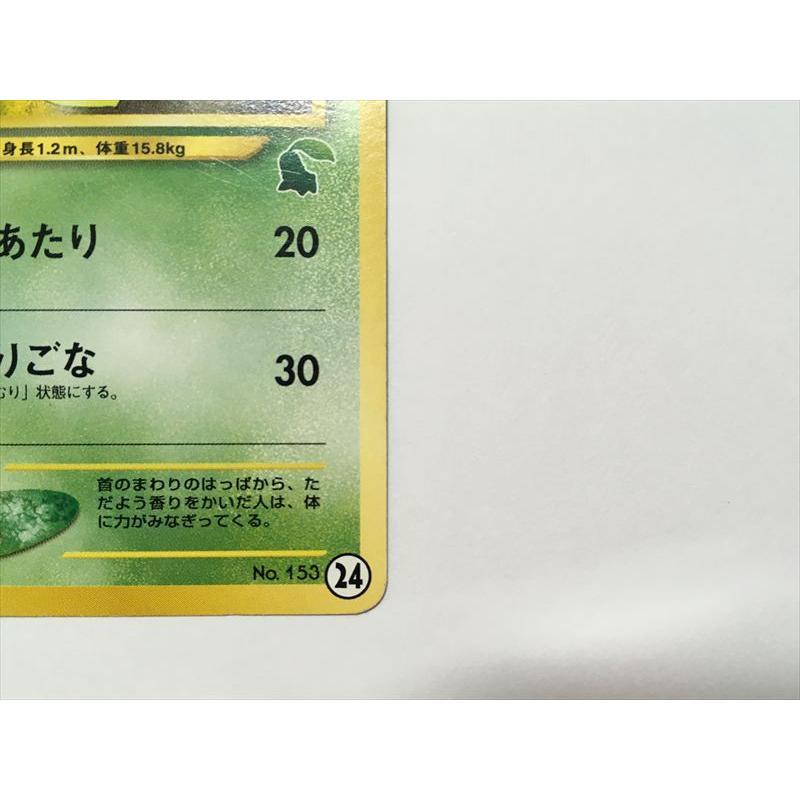 身長1.2m、体重15.8kg
あたり 20
りごな 30
むり」状態にする。
首のまわりのはっぱから、た
だよう香りをかいだ人は、体
に力がみなぎってくる。
No. 153 24